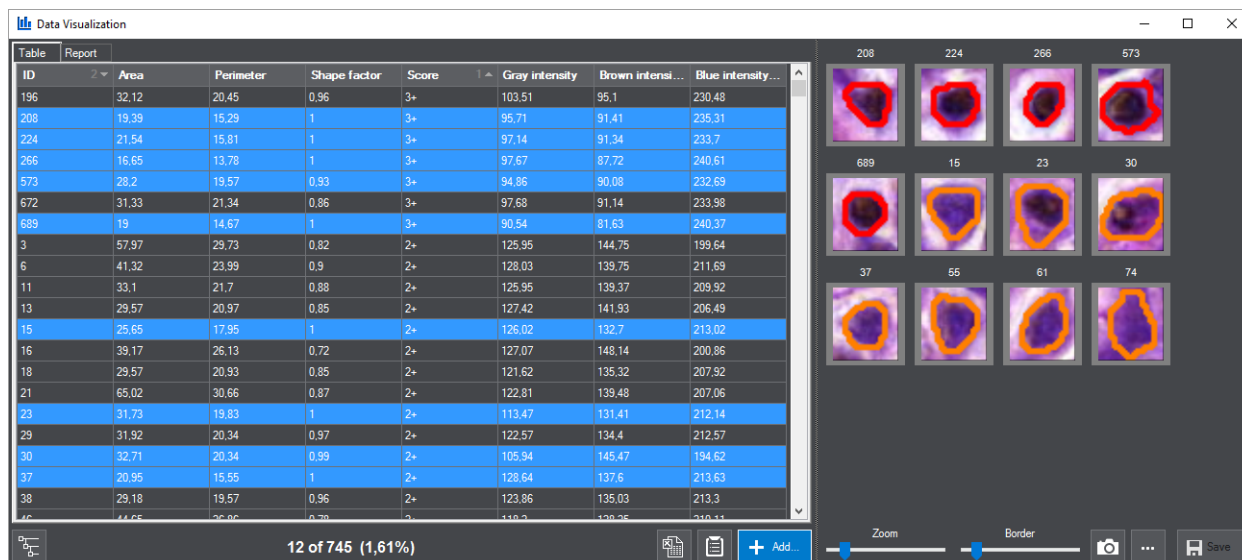 Data Visualization
Table Report
ID 2 Area Perimeter Shape factor Score 1 Gray intensity Brown intensi... Blue intensity...
196 32,12 20,45 0,96 3+ 103,51 95,1 230,48
208 19,39 15,29 1 3+ 95,71 91,41 235,31
224 21,54 15,81 1 3+ 97,14 91,34 233,7
266 16,65 13,78 1 3+ 97,67 87,72 240,61
573 28,2 19,57 0,93 3+ 94,86 90,08 232,69
672 31,33 21,34 0,86 3+ 97,68 91,14 233,98
689 19 14,67 1 3+ 90,54 81,63 240,37
3 57,97 29,73 0,82 2+ 125,95 144,75 199,64
6 41,32 23,99 0,9 2+ 128,03 139,75 211,69
11 33,1 21,7 0,88 2+ 125,95 139,37 209,92
13 29,57 20,97 0,85 2+ 127,42 141,93 206,49
15 25,65 17,95 1 2+ 126,02 132,7 213,02
16 39,17 26,13 0,72 2+ 127,07 148,14 200,86
18 29,57 20,93 0,85 2+ 121,62 135,32 207,92
21 65,02 30,66 0,87 2+ 122,81 139,48 207,06
23 31,73 19,83 1 2+ 113,47 131,41 212,14
29 31,92 20,34 0,97 2+ 122,57 134,4 212,57
30 32,71 20,34 0,99 2+ 105,94 145,47 194,62
37 20,95 15,55 1 2+ 128,64 137,6 213,63
38 29,18 19,57 0,96 2+ 123,86 135,03 213,3
12 of 745 (1,61%)
Add...
208 224 266 573
689 15 23 30
37 55 61 74
Zoom Border
Save